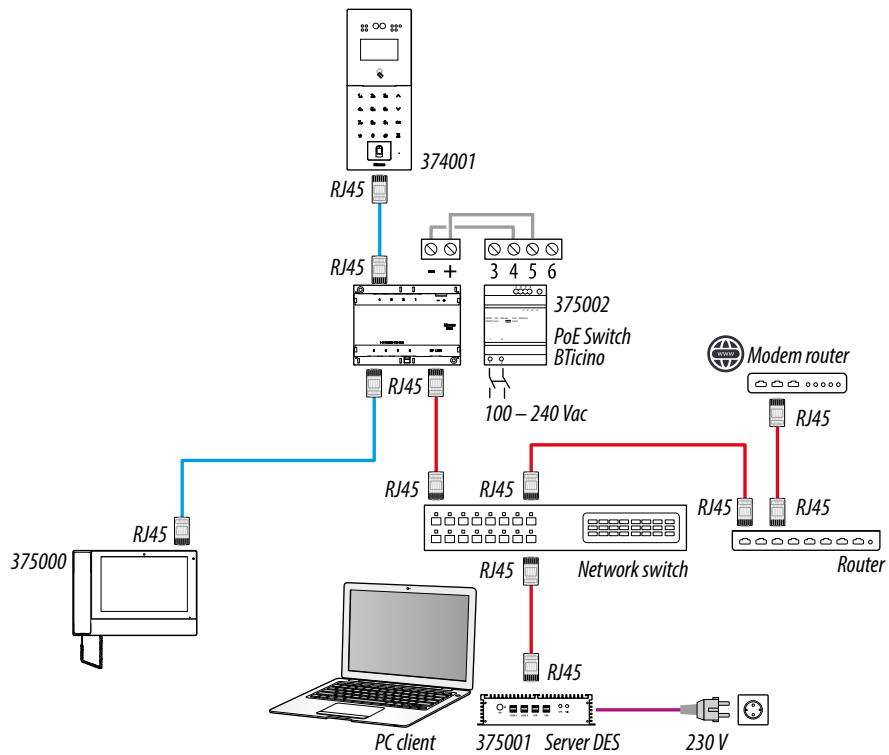 374001
RJ45
RJ45
- +
3 4 5 6
375002
PoE Switch
BTicino
100 – 240 Vac
RJ45
WWW
Modem router
RJ45
RJ45
RJ45
RJ45
RJ45
RJ45
375000
Network switch
Router
RJ45
RJ45
PC client
375001 Server DES
230 V